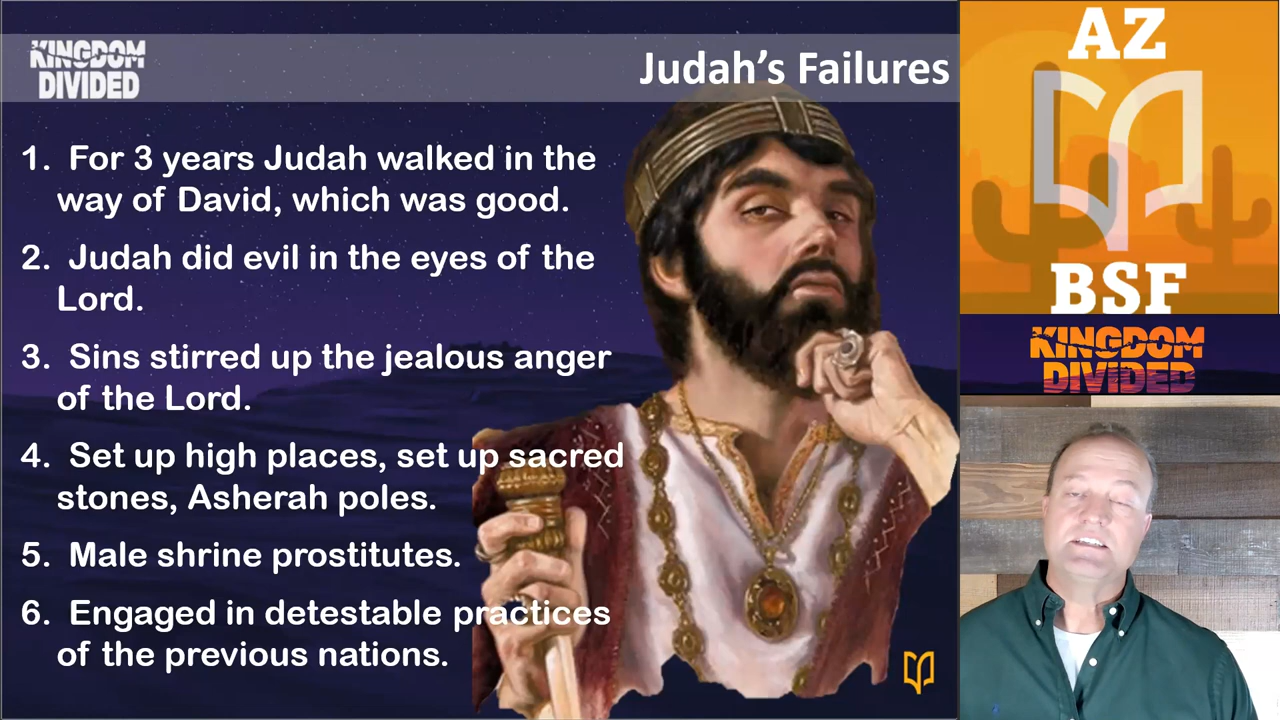 KINGDOM
DIVIDED
Judah's Failures
1. For 3 years Judah walked in the
way of David, which was good.
2. Judah did evil in the eyes of the
Lord.
3. Sins stirred up the jealous anger
of the Lord.
4. Set up high places, set up sacred
stones, Asherah poles.
5. Male shrine prostitutes.
6. Engaged in detestable practices
of the previous nations.
AZ
BSF
KINGDOM
DIVIDED